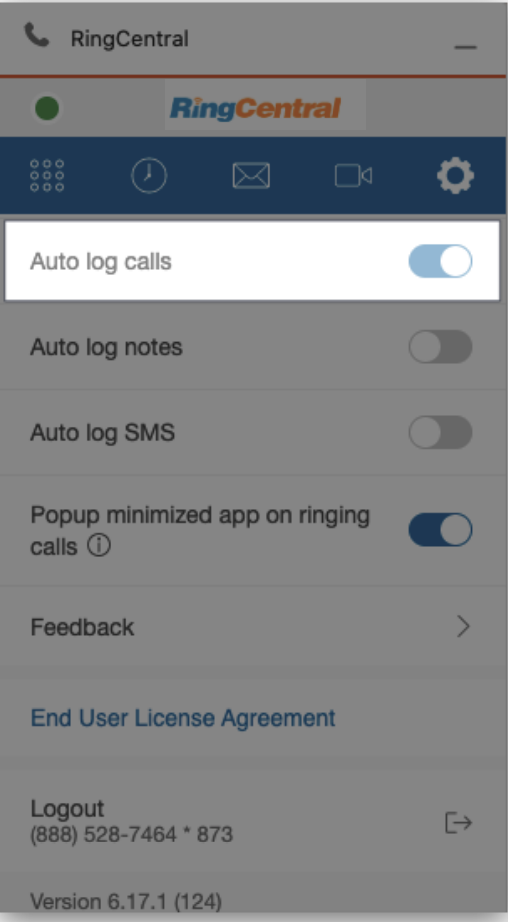 RingCentral
RingCentral
Auto log calls
Auto log notes
Auto log SMS
Popup minimized app on ringing
calls ⓘ
Feedback
End User License Agreement
Logout
(888) 528-7464 * 873
Version 6.17.1 (124)